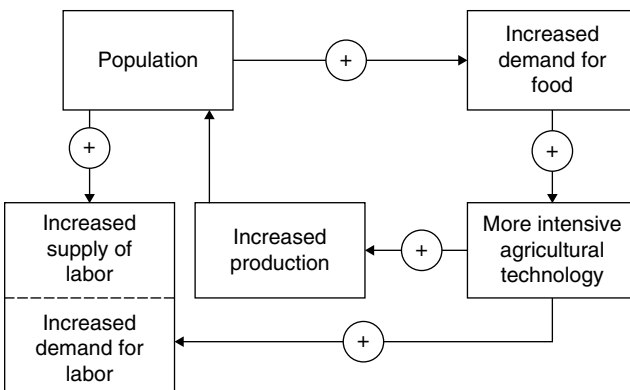 Population
+
Increased
demand for
food
+
+
Increased
supply of
labor
Increased
production
+
More intensive
agricultural
technology
Increased
demand for
labor
+